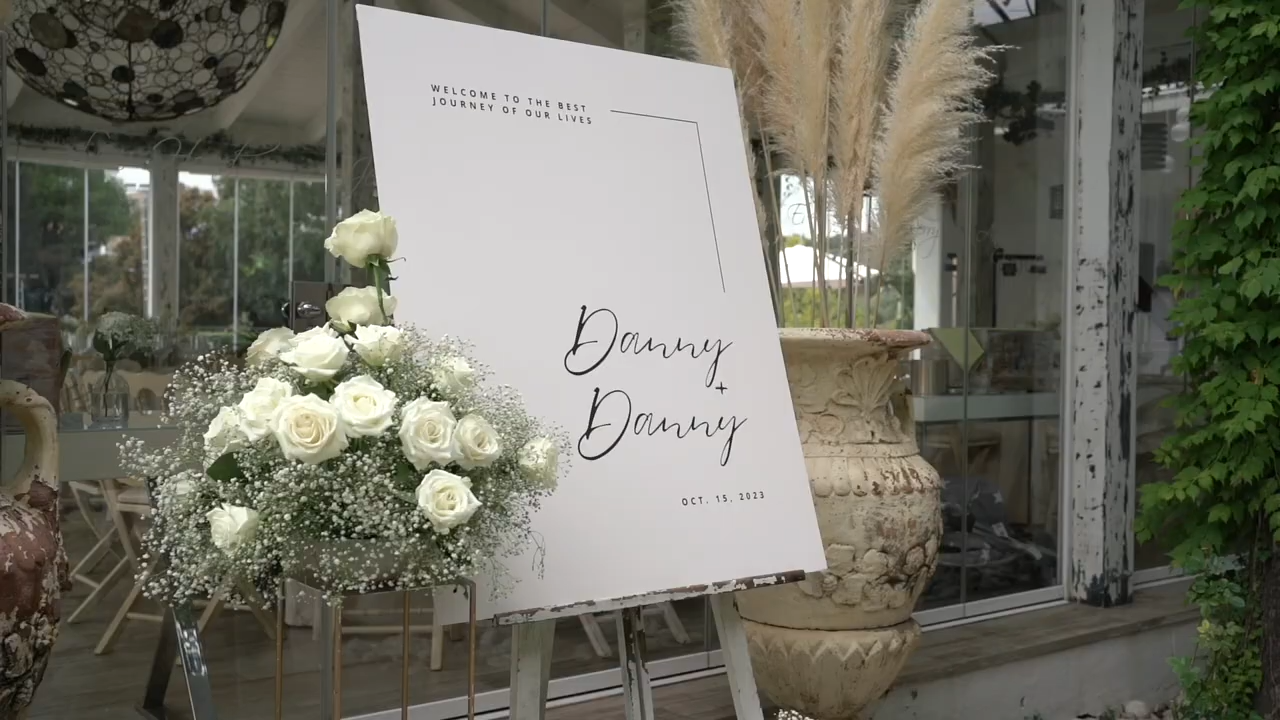 WELCOME TO THE BEST
JOURNEY OF OUR LIVES
Danny
+
Danny
OCT. 15, 2023